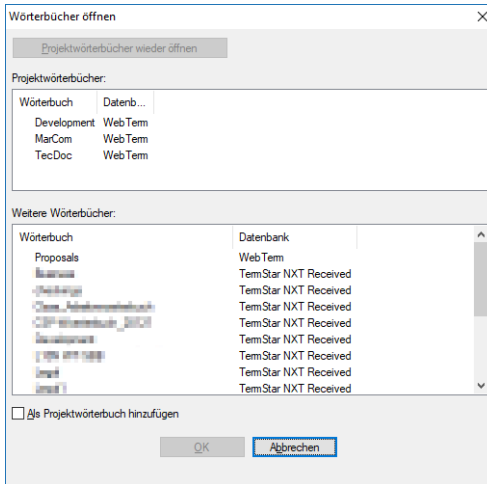 Wörterbücher öffnen
Projektwörterbücher wieder öffnen
Projektwörterbücher:
Wörterbuch Datenb...
Development WebTerm
MarCom WebTerm
TecDoc WebTerm
Weitere Wörterbücher:
Wörterbuch Datenbank
Proposals WebTerm
TermStar NXT Received
TermStar NXT Received
TermStar NXT Received
TermStar NXT Received
TermStar NXT Received
TermStar NXT Received
TermStar NXT Received
TermStar NXT Received
Als Projektwörterbuch hinzufügen
OK Abbrechen